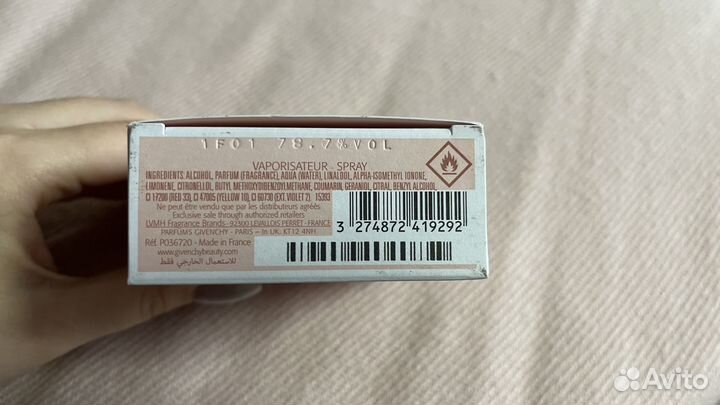 1F01 78.7%VOL
VAPORISATEUR - SPRAY
INGREDIENTS: ALCOHOL, PARFUM (FRAGRANCE), AQUA (WATER), LINALOOL, ALPHA-ISOMETHYL IONONE,
LIMONENE, CITRONELLOL, BUTYL METHOXYDIBENZOYLMETHANE, COUMARIN, GERANIOL, CITRAL, BENZYL ALCOHOL,
CI 17200 (RED 33), CI 47005 (YELLOW 10), CI 60730 (EXT. VIOLET 2). 15393
Ne peut être vendu que par les distributeurs agréés
Exclusive sale through authorized retailers
LVMH Fragrance Brands - 92300 LEVALLOIS PERRET - FRANCE
PARFUMS GIVENCHY - PARIS - In UK: KT12 4NH
Réf. P036720 - Made in France
www.givenchybeauty.com
للاستعمال الخارجي فقط
3 274872 419292
Avito